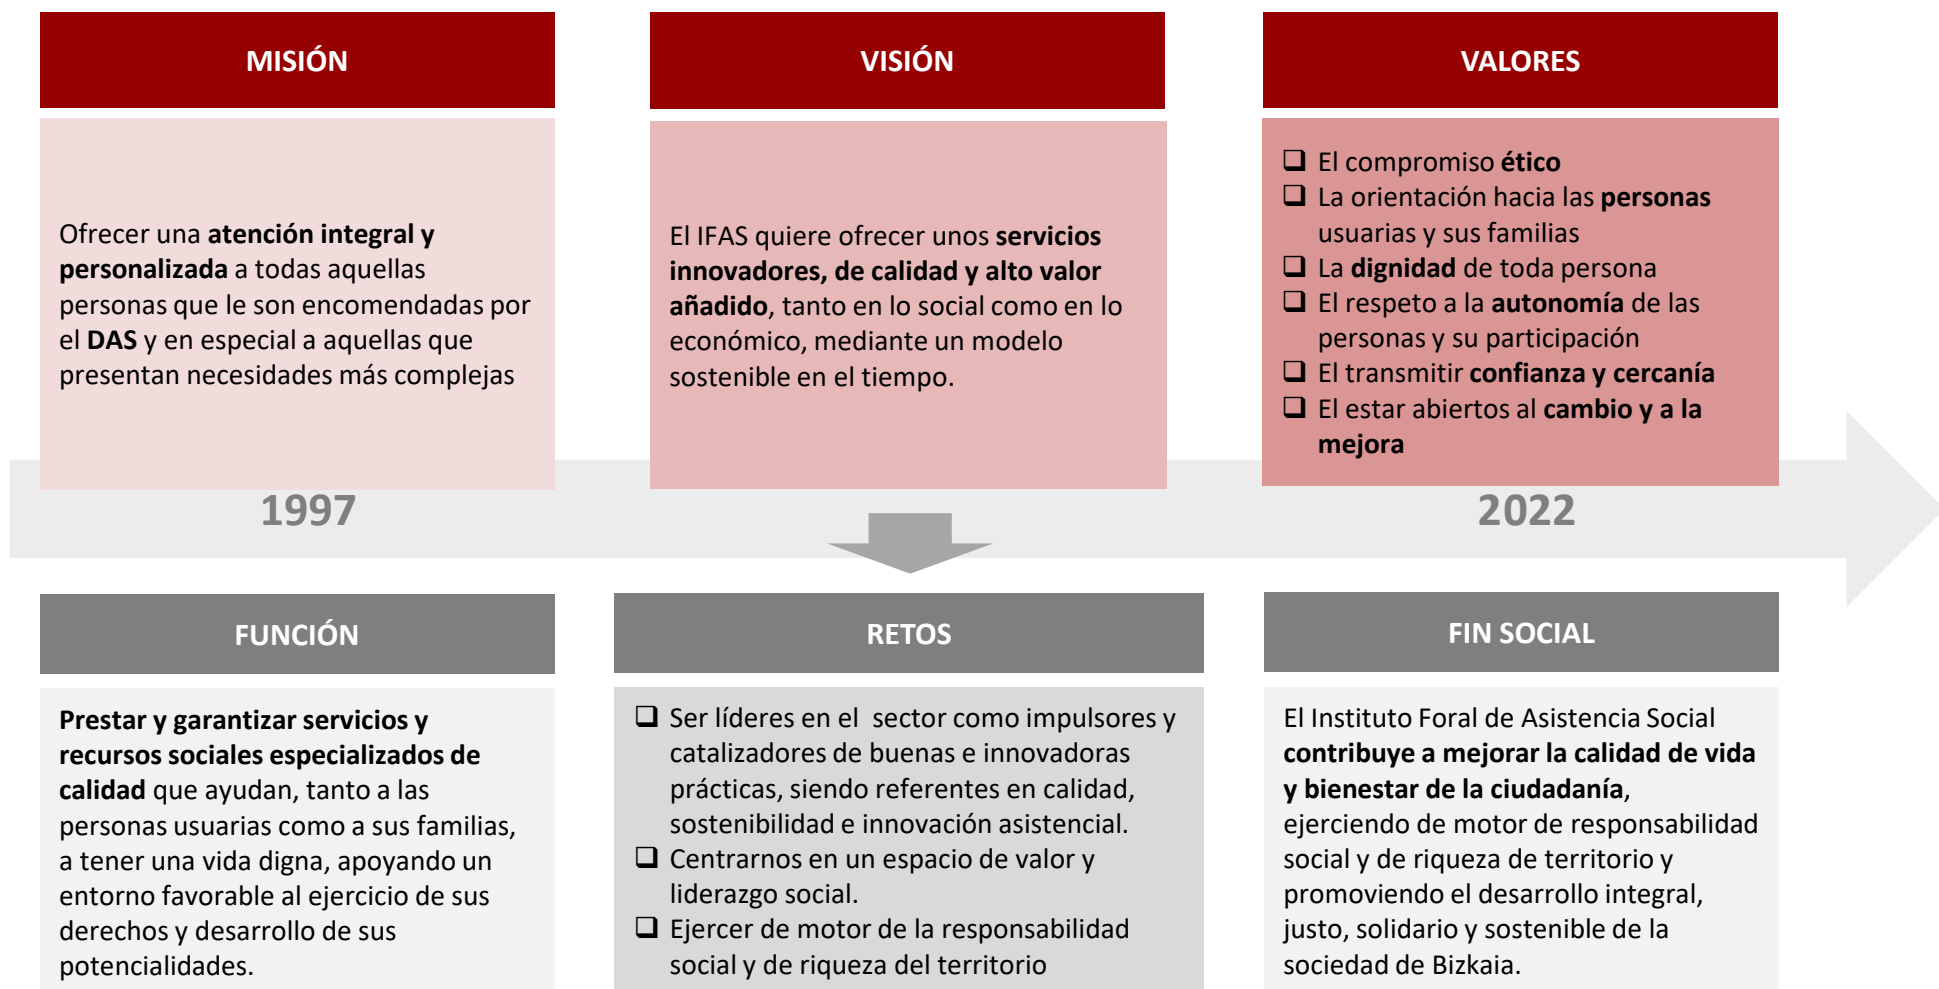 MISIÓN
Ofrecer una atención integral y
personalizada a todas aquellas
personas que le son encomendadas por
el DAS y en especial a aquellas que
presentan necesidades más complejas
VISIÓN
El IFAS quiere ofrecer unos servicios
innovadores, de calidad y alto valor
añadido, tanto en lo social como en lo
económico, mediante un modelo
sostenible en el tiempo.
VALORES
❑ El compromiso ético
❑ La orientación hacia las personas
usuarias y sus familias
❑ La dignidad de toda persona
❑ El respeto a la autonomía de las
personas y su participación
❑ El transmitir confianza y cercanía
❑ El estar abiertos al cambio y a la
mejora
1997
2022
FUNCIÓN
Prestar y garantizar servicios y
recursos sociales especializados de
calidad que ayudan, tanto a las
personas usuarias como a sus familias,
a tener una vida digna, apoyando un
entorno favorable al ejercicio de sus
derechos y desarrollo de sus
potencialidades.
RETOS
❑ Ser líderes en el  sector como impulsores y
catalizadores de buenas e innovadoras
prácticas, siendo referentes en calidad,
sostenibilidad e innovación asistencial.
❑ Centrarnos en un espacio de valor y
liderazgo social.
❑ Ejercer de motor de la responsabilidad
social y de riqueza del territorio
FIN SOCIAL
El Instituto Foral de Asistencia Social
contribuye a mejorar la calidad de vida
y bienestar de la ciudadanía,
ejerciendo de motor de responsabilidad
social y de riqueza de territorio y
promoviendo el desarrollo integral,
justo, solidario y sostenible de la
sociedad de Bizkaia.